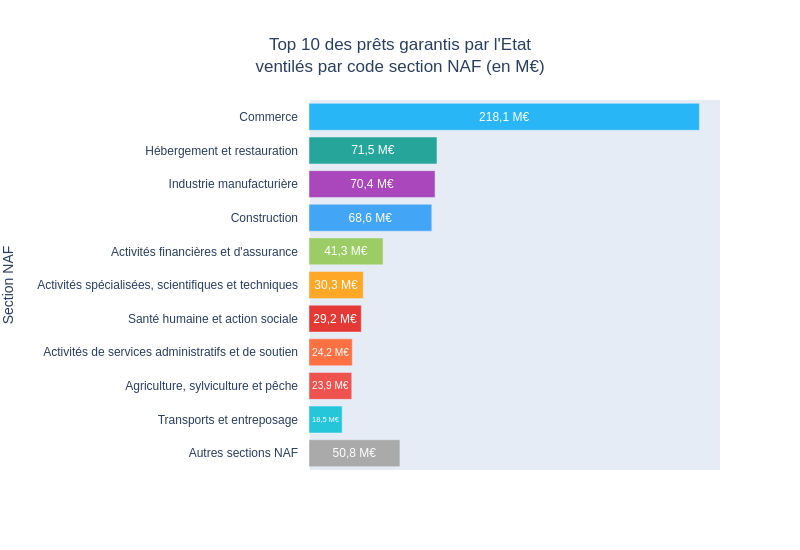 Top 10 des prêts garantis par l'Etat
ventilés par code section NAF (en M€)
Section NAF
Commerce 218,1 M€
Hébergement et restauration 71,5 M€
Industrie manufacturière 70,4 M€
Construction 68,6 M€
Activités financières et d'assurance 41,3 M€
Activités spécialisées, scientifiques et techniques 30,3 M€
Santé humaine et action sociale 29,2 M€
Activités de services administratifs et de soutien 24,2 M€
Agriculture, sylviculture et pêche 23,9 M€
Transports et entreposage 18,5 M€
Autres sections NAF 50,8 M€